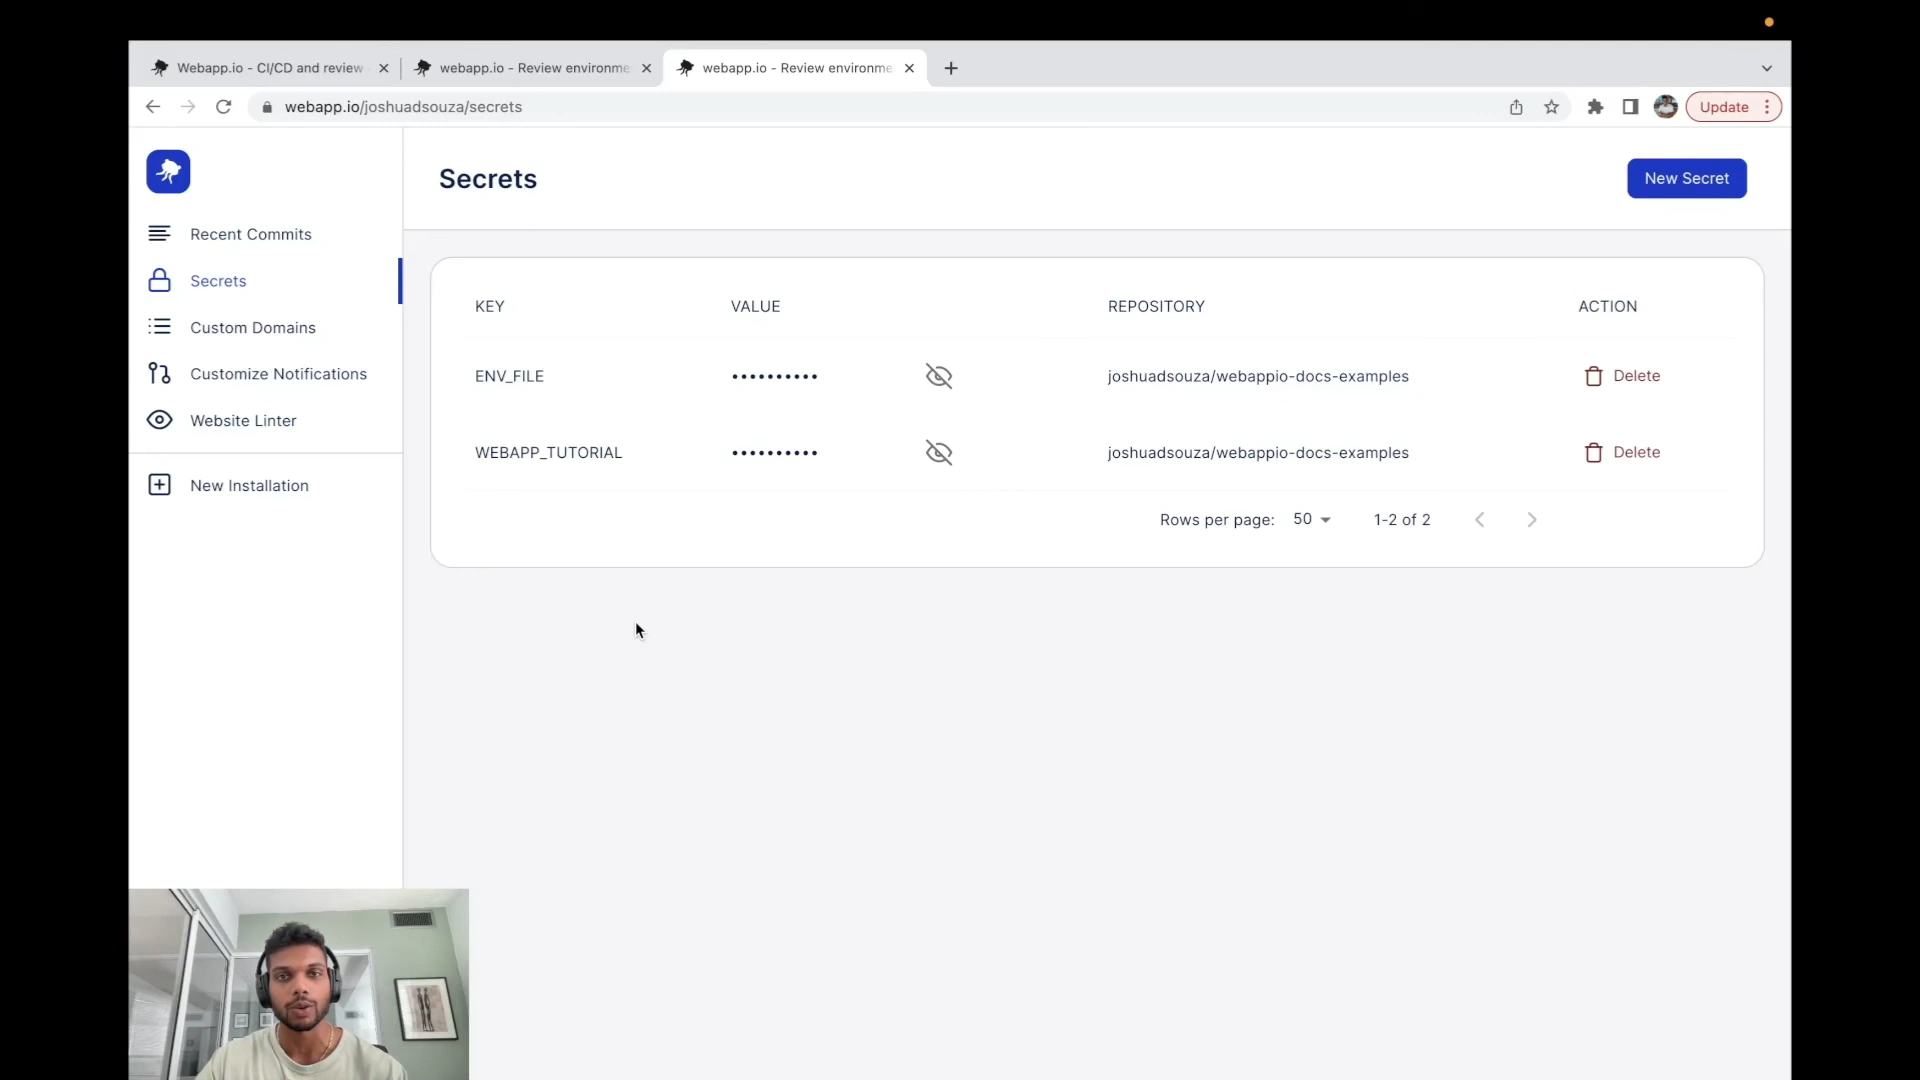 Webapp.io - CI/CD and review
webapp.io - Review environme
webapp.io - Review environme
webapp.io/joshuadsouza/secrets
Update
Secrets
New Secret
Recent Commits
Secrets
Custom Domains
Customize Notifications
Website Linter
New Installation
KEY VALUE REPOSITORY ACTION
ENV_FILE •••••••••• joshuadsouza/webappio-docs-examples Delete
WEBAPP_TUTORIAL •••••••••• joshuadsouza/webappio-docs-examples Delete
Rows per page: 50 1-2 of 2